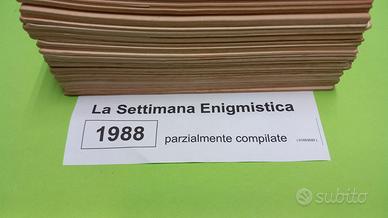 La Settimana Enigmistica
1988 parzialmente compilate
subito